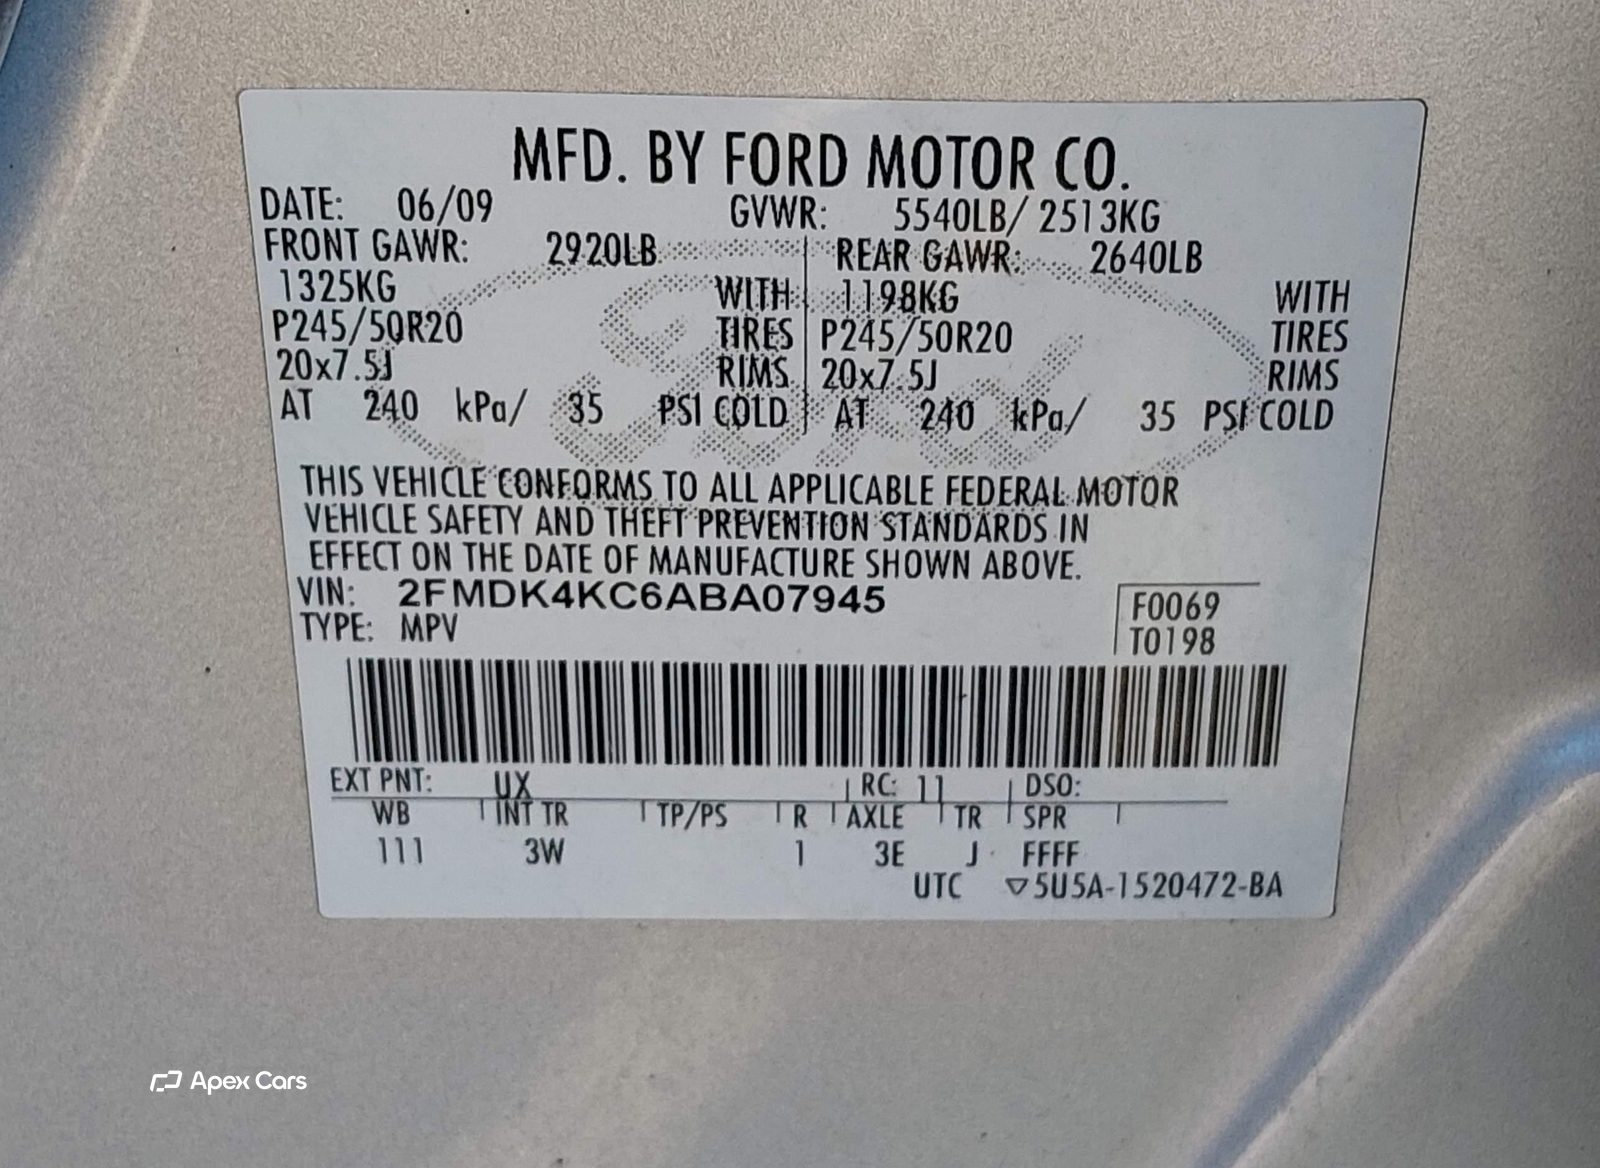 MFD. BY FORD MOTOR CO.
DATE: 06/09 GVWR: 5540LB/ 2513KG
FRONT GAWR: 2920LB REAR GAWR: 2640LB
1325KG WITH 1198KG WITH
P245/50R20 TIRES P245/50R20 TIRES
20x7.5J RIMS 20x7.5J RIMS
AT 240 kPa/ 35 PSI COLD AT 240 kPa/ 35 PSI COLD
Ford
THIS VEHICLE CONFORMS TO ALL APPLICABLE FEDERAL MOTOR
VEHICLE SAFETY AND THEFT PREVENTION STANDARDS IN
EFFECT ON THE DATE OF MANUFACTURE SHOWN ABOVE.
VIN: 2FMDK4KC6ABA07945 F0069
TYPE: MPV T0198
EXT PNT: UX RC: 11 DSO:
WB INT TR TP/PS R AXLE TR SPR
111 3W 1 3E J FFFF
UTC ▽5U5A-1520472-BA
Apex Cars